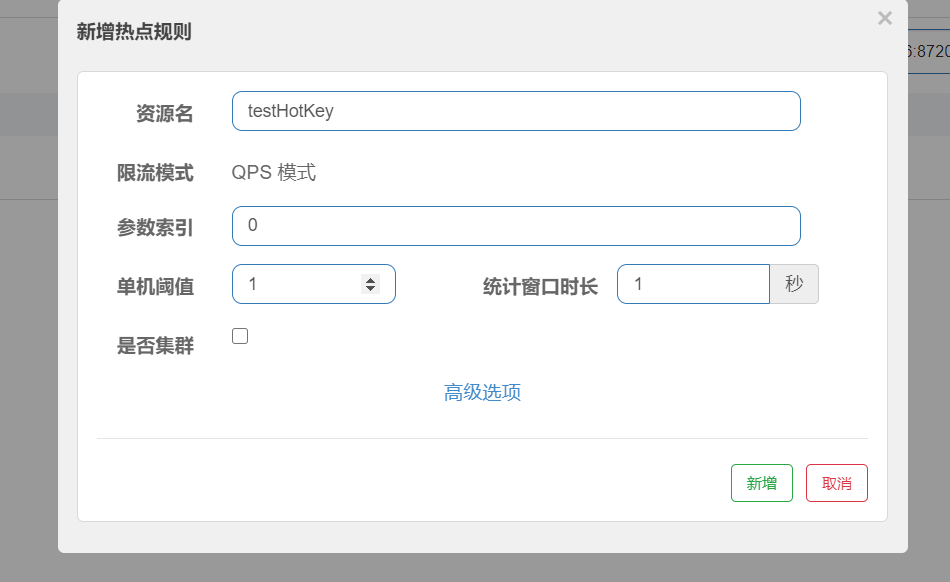 新增热点规则
×
6:8720
资源名 testHotKey
限流模式 QPS 模式
参数索引 0
单机阈值 1 统计窗口时长 1 秒
是否集群
高级选项
新增 取消